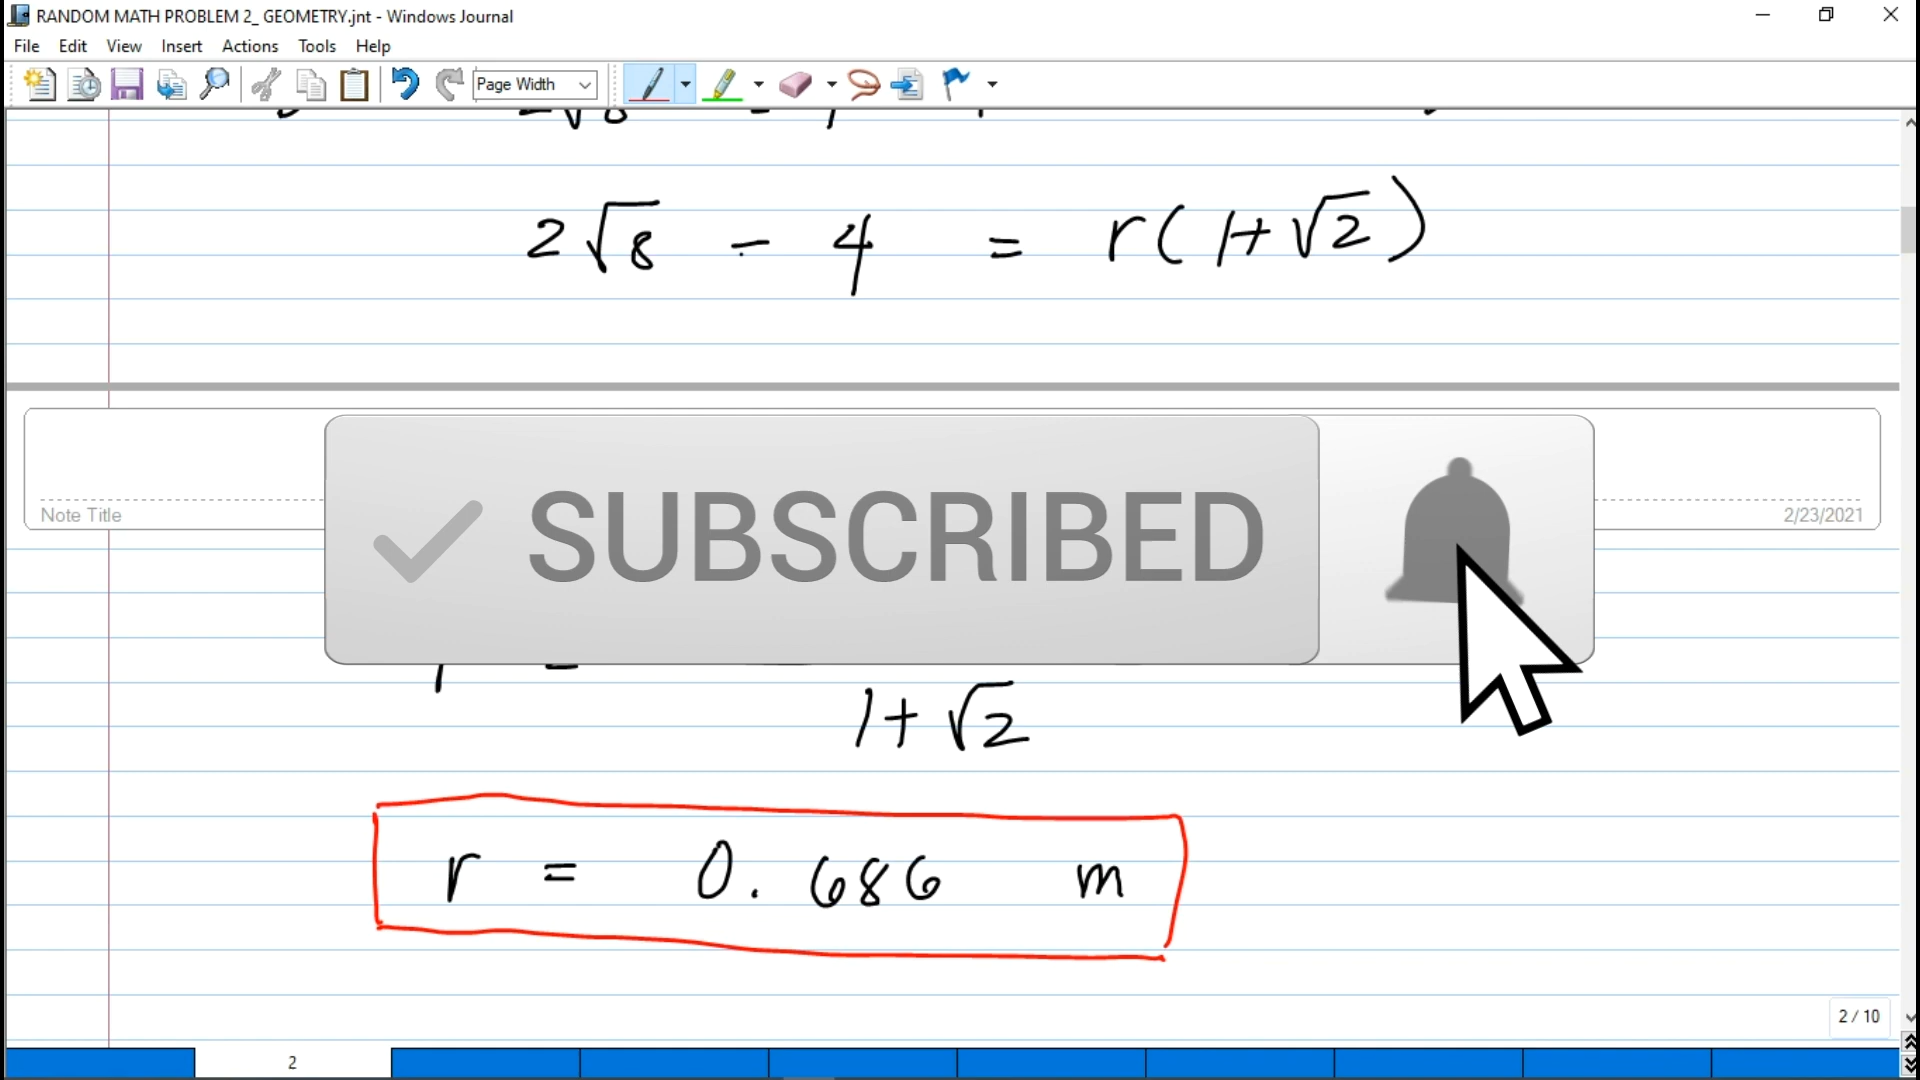 RANDOM MATH PROBLEM 2_ GEOMETRY.jnt - Windows Journal
File Edit View Insert Actions Tools Help
Page Width
2√8 - 4 = r(1+√2)
SUBSCRIBED
Note Title
2/23/2021
1+√2
r = 0.686 m
2 / 10
2